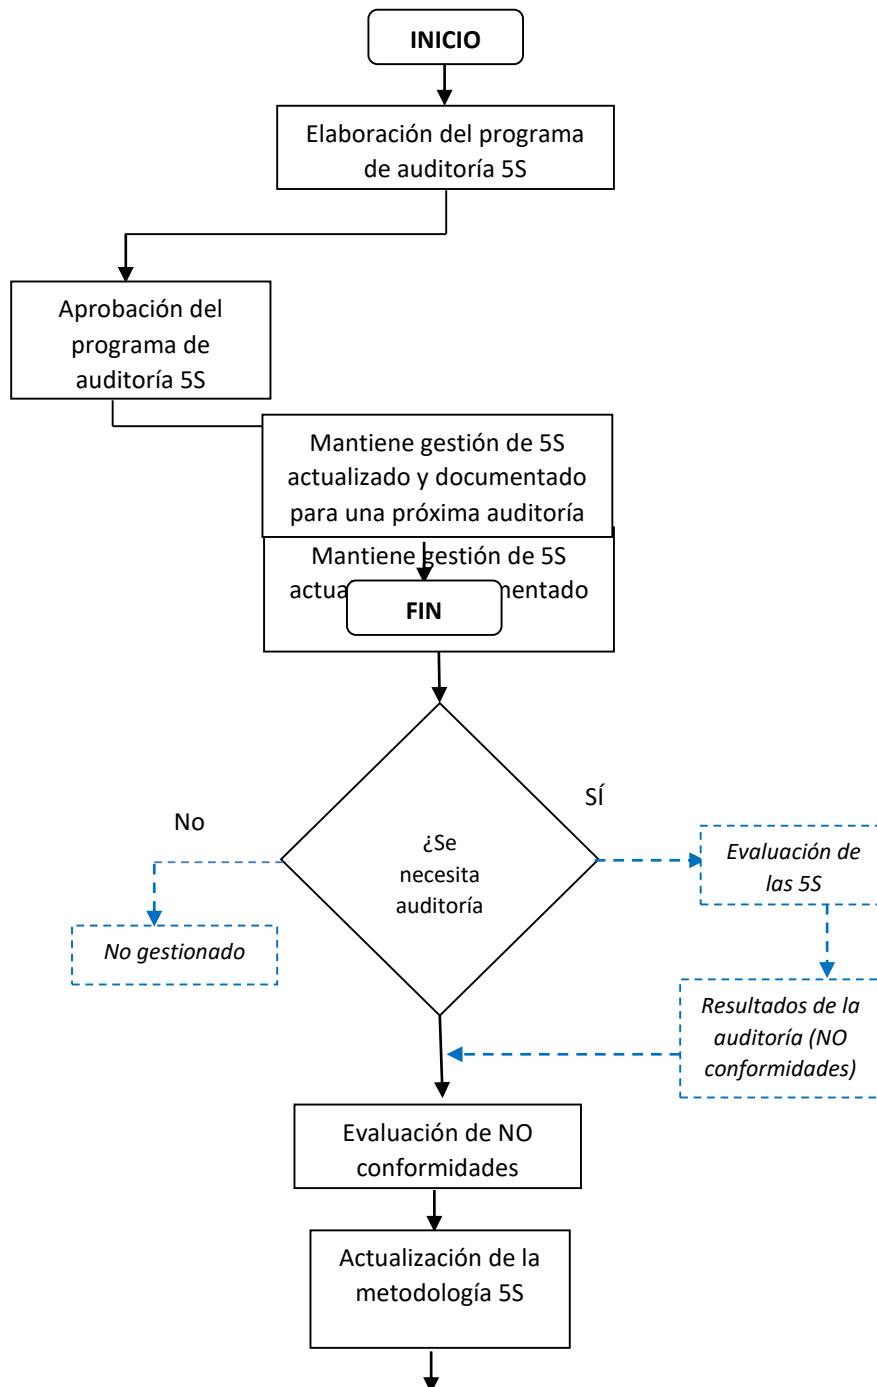 INICIO
Elaboración del programa
de auditoría 5S
Aprobación del
programa de
auditoría 5S
Mantiene gestión de 5S
actualizado y documentado
para una próxima auditoría
Mantiene gestión de 5S
FIN
SÍ
No
¿Se
necesita
auditoría
Evaluación de
las 5S
No gestionado
Resultados de la
auditoría (NO
conformidades)
Evaluación de NO
conformidades
Actualización de la
metodología 5S